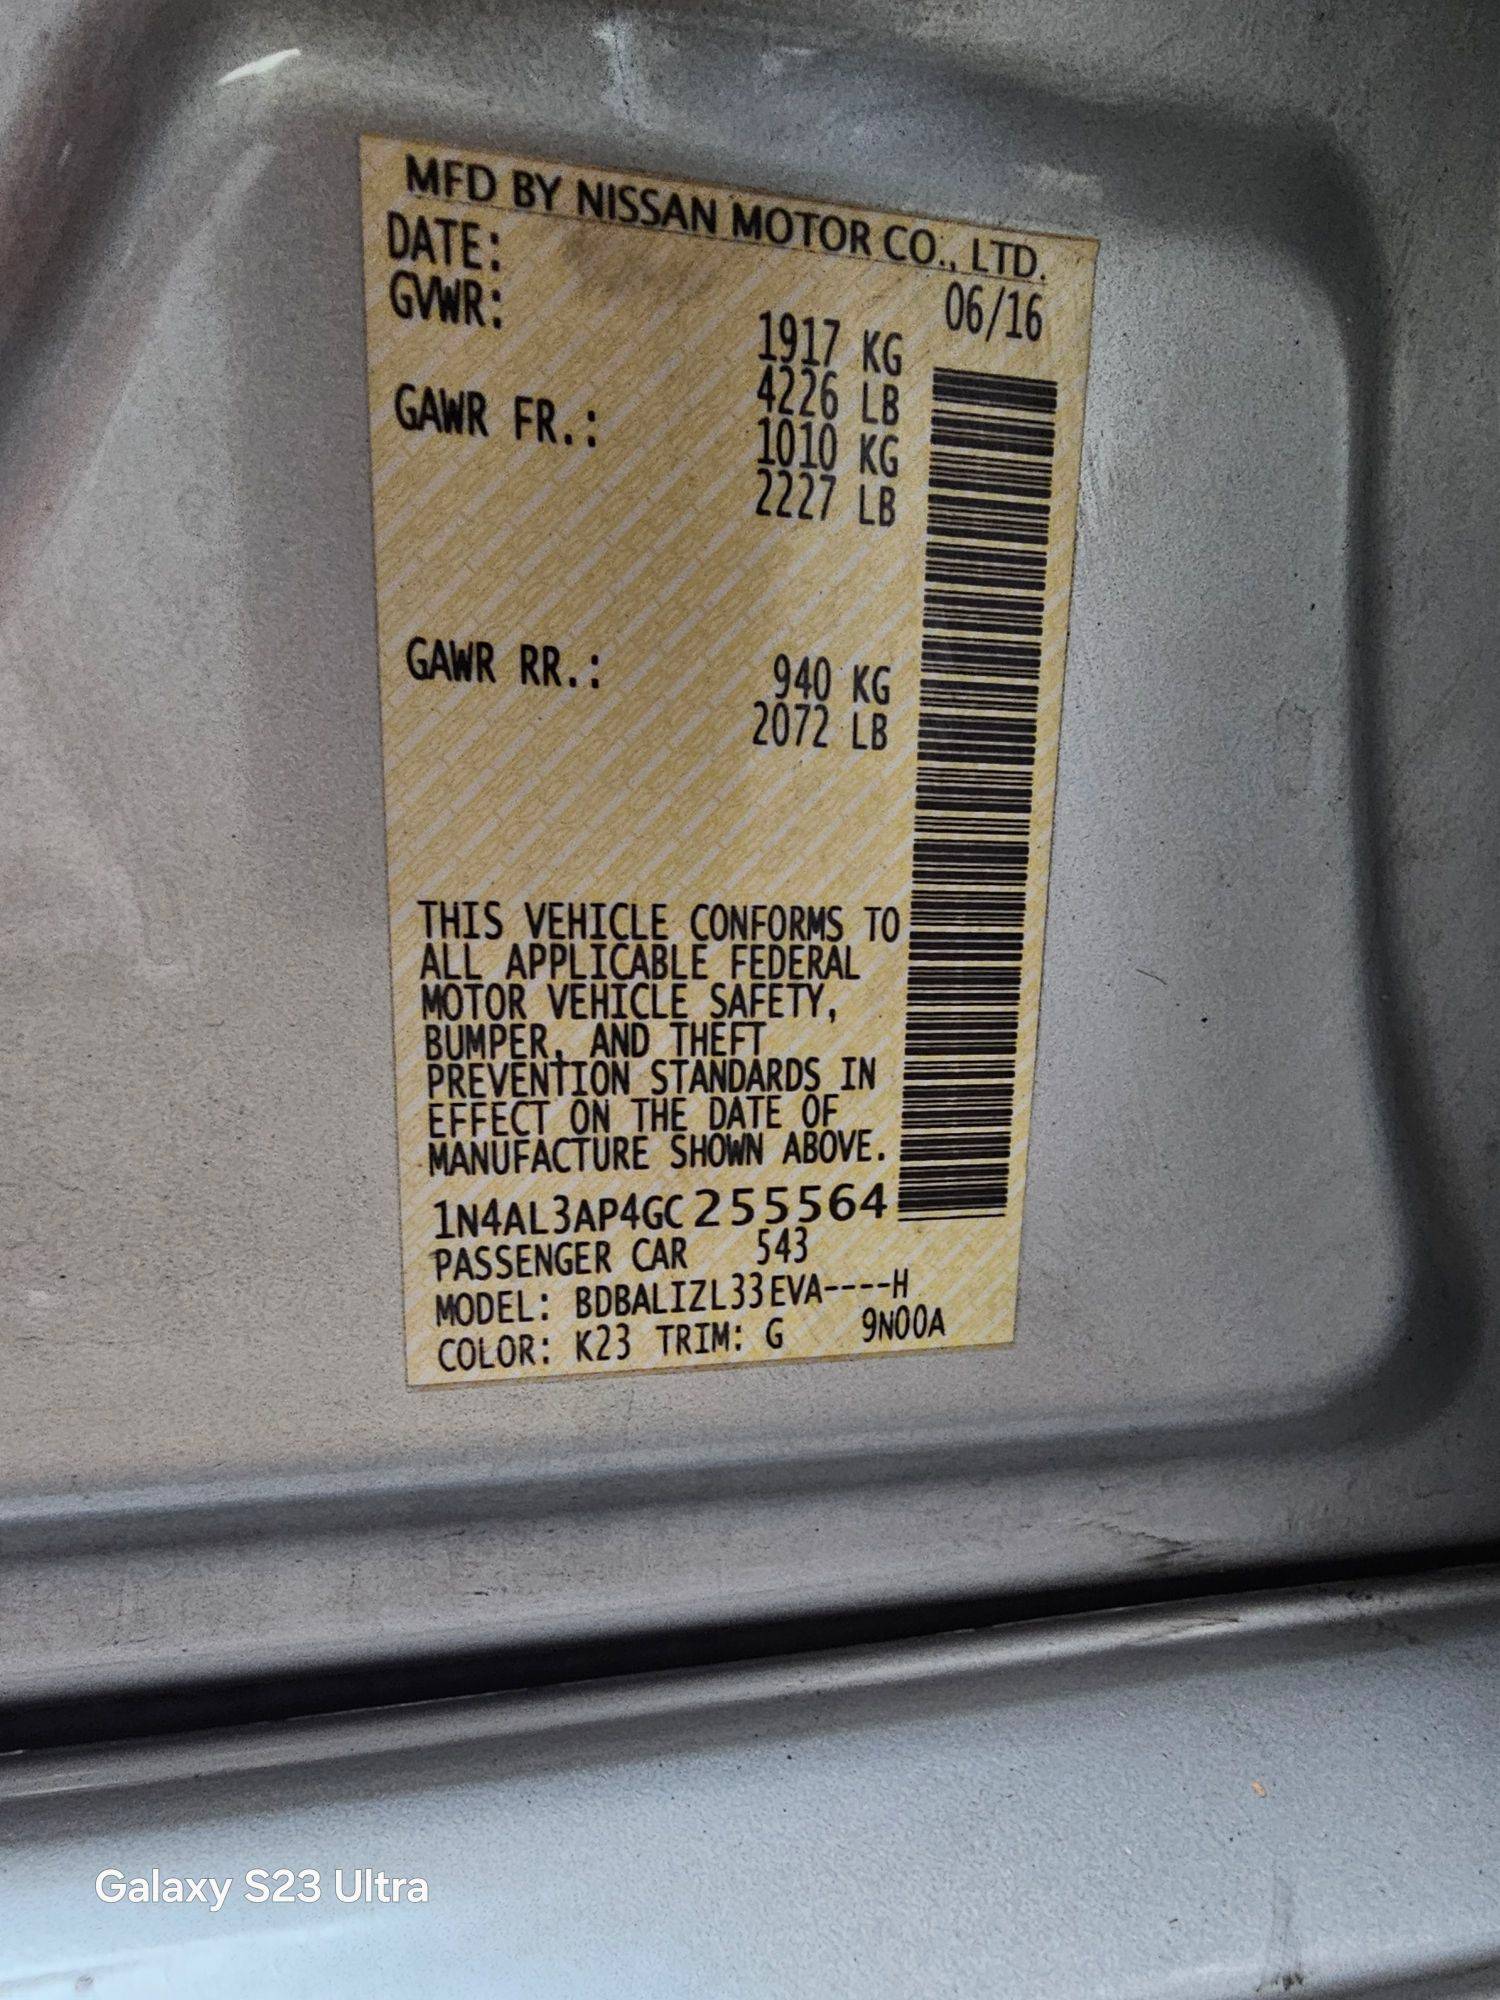 MFD BY NISSAN MOTOR CO., LTD.
DATE: 06/16
GVWR: 1917 KG
4226 LB
GAWR FR.: 1010 KG
2227 LB
GAWR RR.: 940 KG
2072 LB
THIS VEHICLE CONFORMS TO
ALL APPLICABLE FEDERAL
MOTOR VEHICLE SAFETY,
BUMPER, AND THEFT
PREVENTION STANDARDS IN
EFFECT ON THE DATE OF
MANUFACTURE SHOWN ABOVE.
1N4AL3AP4GC255564
PASSENGER CAR 543
MODEL: BDBALIZL33EVA----H
COLOR: K23 TRIM: G 9N00A
Galaxy S23 Ultra